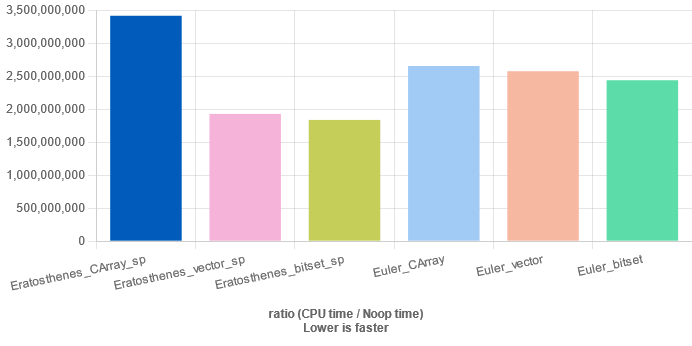 3,500,000,000
3,000,000,000
2,500,000,000
2,000,000,000
1,500,000,000
1,000,000,000
500,000,000
0
Eratosthenes_CArray_sp
Eratosthenes_vector_sp
Eratosthenes_bitset_sp
Euler_CArray
Euler_vector
Euler_bitset
ratio (CPU time / Noop time)
Lower is faster